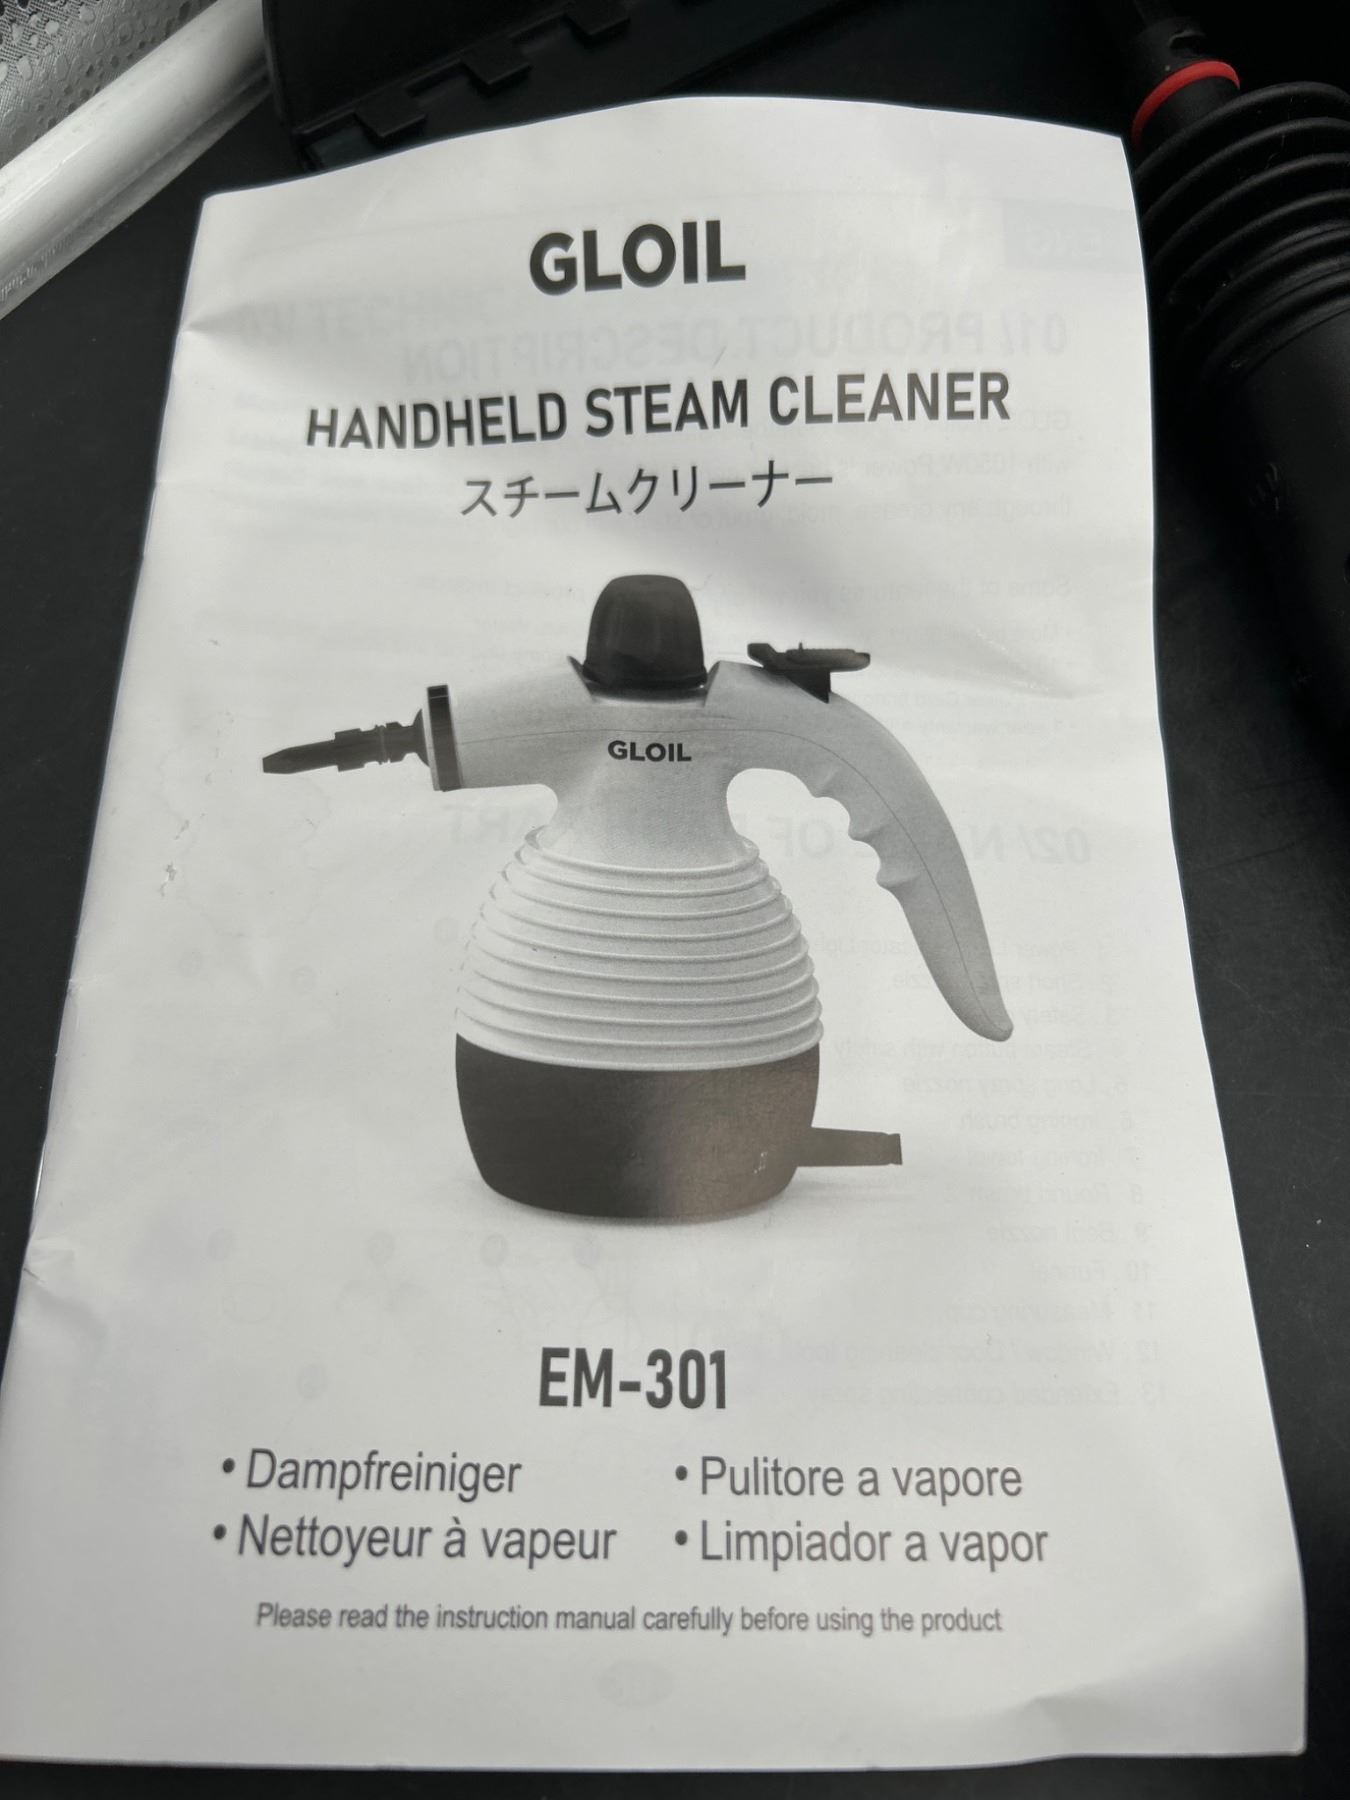 GLOIL
HANDHELD STEAM CLEANER
スチームクリーナー
GLOIL
EM-301
• Dampfreiniger
• Pulitore a vapore
• Nettoyeur à vapeur
• Limpiador a vapor
Please read the instruction manual carefully before using the product